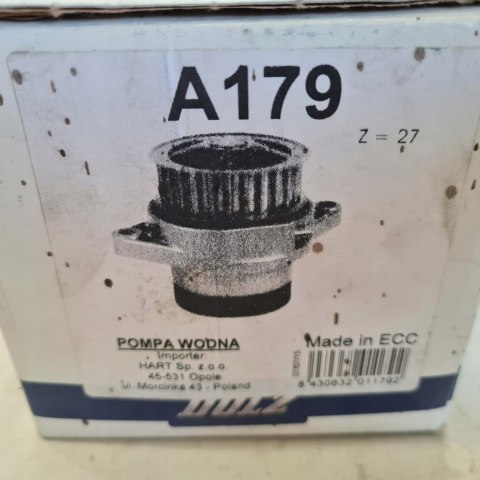 A179
Z = 27
POMPA WODNA
Importer:
HART Sp. z.o.o.
45-531 Opole
ul. Morcinka 43 - Poland
Made in ECC
8 430832 011792
DOLZ